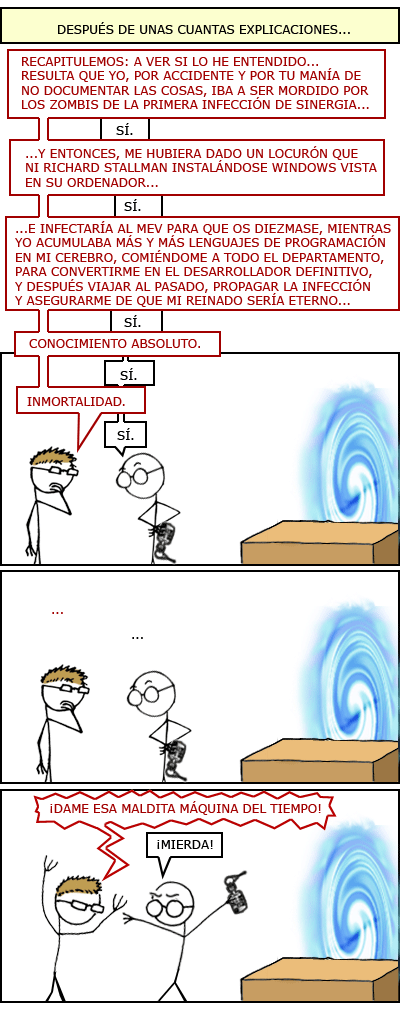 DESPUÉS DE UNAS CUANTAS EXPLICACIONES...
RECAPITULEMOS: A VER SI LO HE ENTENDIDO...
RESULTA QUE YO, POR ACCIDENTE Y POR TU MANÍA DE
NO DOCUMENTAR LAS COSAS, IBA A SER MORDIDO POR
LOS ZOMBIS DE LA PRIMERA INFECCIÓN DE SINERGIA...
SÍ.
...Y ENTONCES, ME HUBIERA DADO UN LOCURÓN QUE
NI RICHARD STALLMAN INSTALÁNDOSE WINDOWS VISTA
EN SU ORDENADOR...
SÍ.
...E INFECTARÍA AL MEV PARA QUE OS DIEZMASE, MIENTRAS
YO ACUMULABA MÁS Y MÁS LENGUAJES DE PROGRAMACIÓN
EN MI CEREBRO, COMIÉNDOME A TODO EL DEPARTAMENTO,
PARA CONVERTIRME EN EL DESARROLLADOR DEFINITIVO,
Y DESPUÉS VIAJAR AL PASADO, PROPAGAR LA INFECCIÓN
Y ASEGURARME DE QUE MI REINADO SERÍA ETERNO...
SÍ.
CONOCIMIENTO ABSOLUTO.
SÍ.
INMORTALIDAD.
SÍ.
...
...
¡DAME ESA MALDITA MÁQUINA DEL TIEMPO!
¡MIERDA!